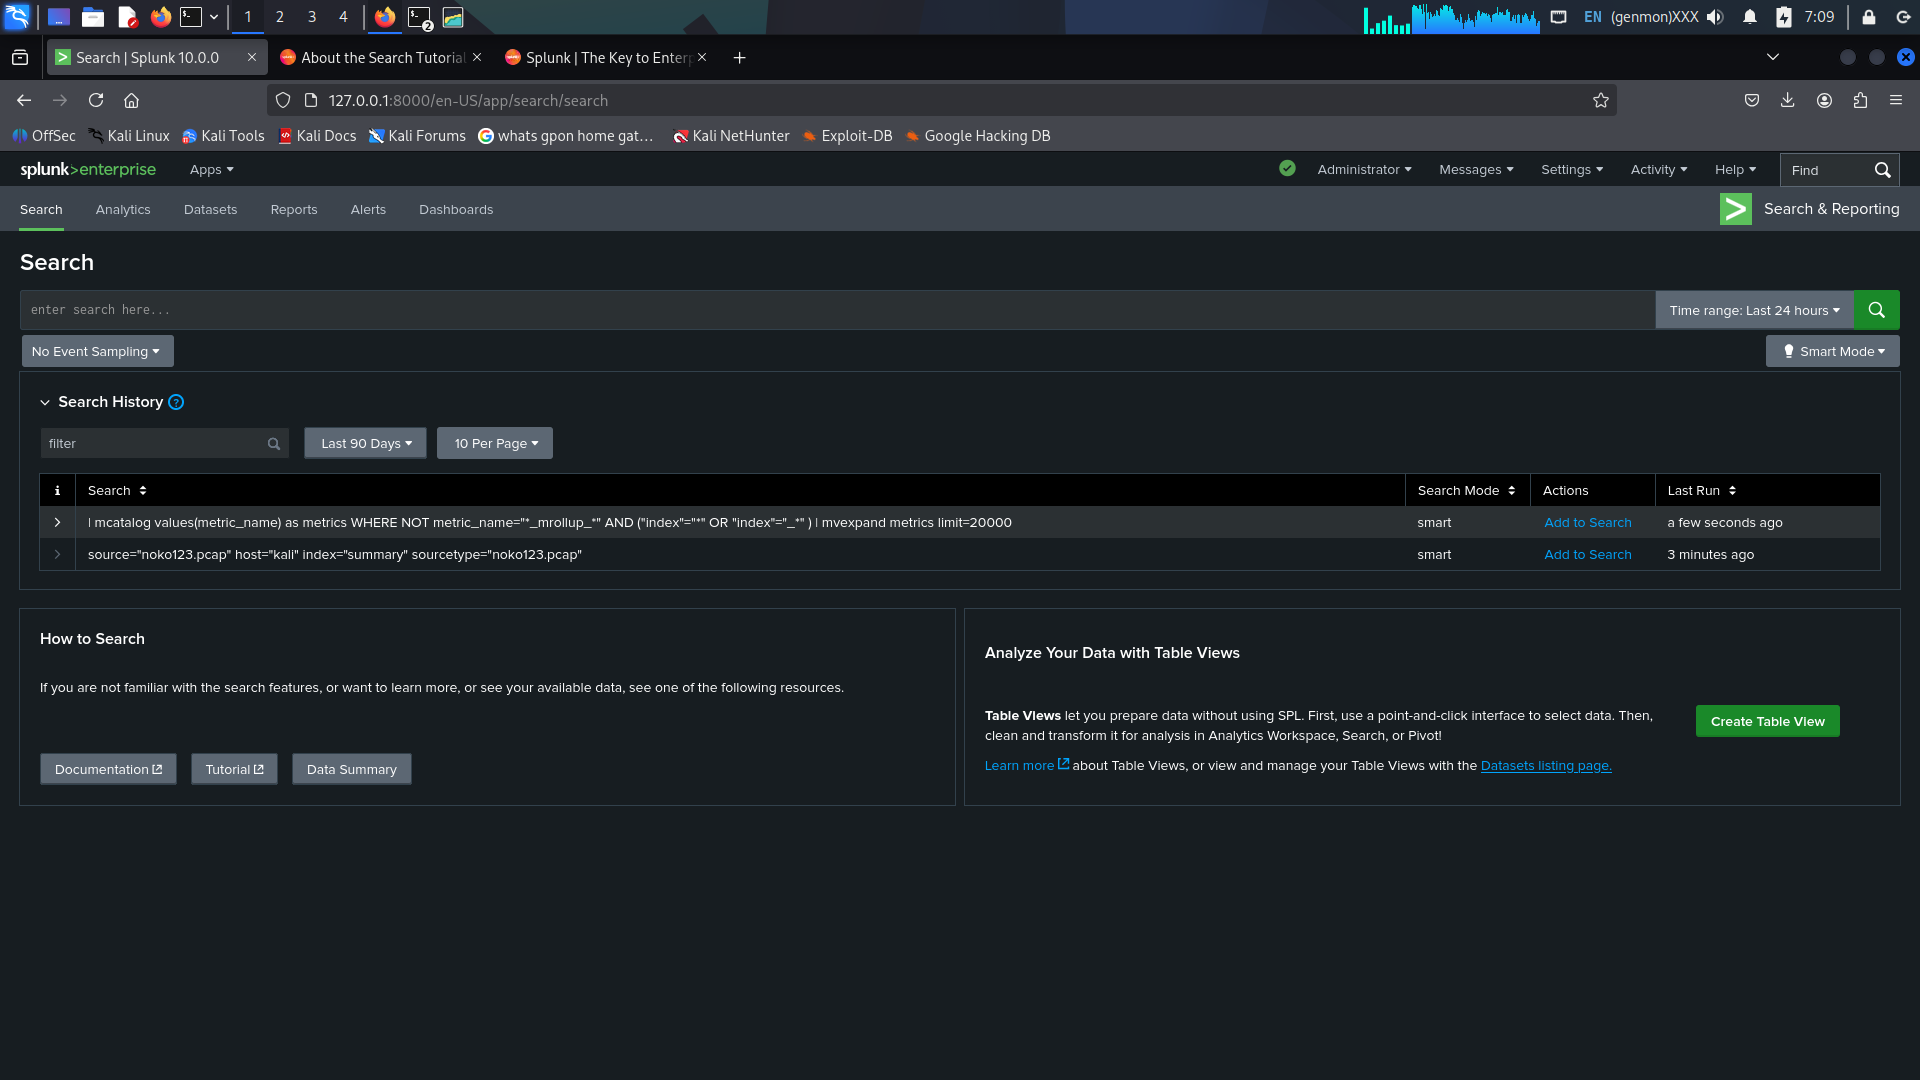 1 2 3 4 2 EN (genmon)XXX 7:09
Search | Splunk 10.0.0 About the Search Tutorial Splunk | The Key to Enterp
127.0.0.1:8000/en-US/app/search/search
OffSec Kali Linux Kali Tools Kali Docs Kali Forums whats gpon home gat… Kali NetHunter Exploit-DB Google Hacking DB
splunk>enterprise Apps Administrator Messages Settings Activity Help Find
Search Analytics Datasets Reports Alerts Dashboards Search & Reporting
Search
enter search here... Time range: Last 24 hours
No Event Sampling Smart Mode
Search History ?
filter Last 90 Days 10 Per Page
i Search Search Mode Actions Last Run
| mcatalog values(metric_name) as metrics WHERE NOT metric_name="*_mrollup_*" AND ("index"="*" OR "index"="_*" ) | mvexpand metrics limit=20000 smart Add to Search a few seconds ago
source="noko123.pcap" host="kali" index="summary" sourcetype="noko123.pcap" smart Add to Search 3 minutes ago
How to Search
If you are not familiar with the search features, or want to learn more, or see your available data, see one of the following resources.
Documentation Tutorial Data Summary
Analyze Your Data with Table Views
Table Views let you prepare data without using SPL. First, use a point-and-click interface to select data. Then,
clean and transform it for analysis in Analytics Workspace, Search, or Pivot!
Create Table View
Learn more about Table Views, or view and manage your Table Views with the Datasets listing page.